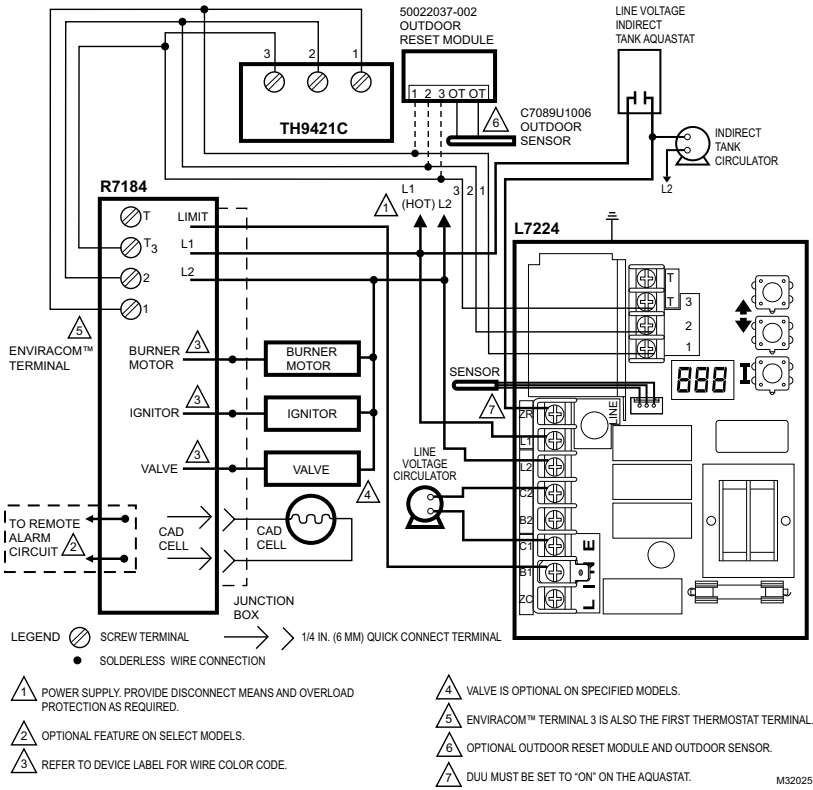 50022037-002
OUTDOOR
RESET MODULE
LINE VOLTAGE
INDIRECT
TANK AQUASTAT
3 2 1
TH9421C
1 2 3 OT OT
6
C7089U1006
OUTDOOR
SENSOR
INDIRECT
TANK
CIRCULATOR
L2
R7184
1
L1
(HOT) L2
3 2 1
L7224
T
LIMIT
T3
L1
2
L2
1
5
ENVIRACOM™
TERMINAL
T
T 3
2
1
BURNER
MOTOR
3
BURNER
MOTOR
SENSOR
888
7
IGNITOR
3
IGNITOR
ZR
LINE
L1
VALVE
3
VALVE
4
LINE
VOLTAGE
CIRCULATOR
L2
C2
B2
TO REMOTE
ALARM
CIRCUIT 2
CAD
CELL
CAD
CELL
C1
B1
ZC
LINE
JUNCTION
BOX
LEGEND SCREW TERMINAL 1/4 IN. (6 MM) QUICK CONNECT TERMINAL
SOLDERLESS WIRE CONNECTION
1 POWER SUPPLY. PROVIDE DISCONNECT MEANS AND OVERLOAD
PROTECTION AS REQUIRED.
2 OPTIONAL FEATURE ON SELECT MODELS.
3 REFER TO DEVICE LABEL FOR WIRE COLOR CODE.
4 VALVE IS OPTIONAL ON SPECIFIED MODELS.
5 ENVIRACOM™ TERMINAL 3 IS ALSO THE FIRST THERMOSTAT TERMINAL.
6 OPTIONAL OUTDOOR RESET MODULE AND OUTDOOR SENSOR.
7 DUU MUST BE SET TO “ON” ON THE AQUASTAT.
M32025